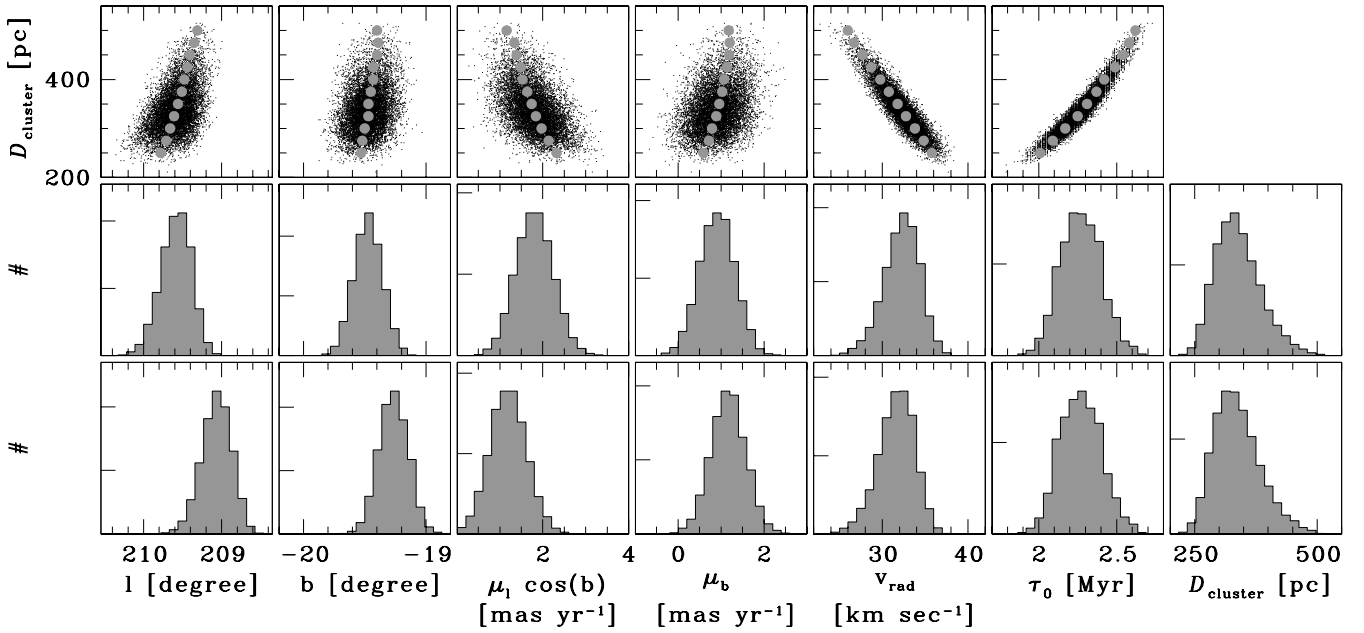 D_cluster [pc]
400
200
#
#
210 209
-20 -19
2 4
0 2
30 40
2 2.5
250 500
l [degree]
b [degree]
μ_l cos(b)
[mas yr⁻¹]
μ_b
[mas yr⁻¹]
v_rad
[km sec⁻¹]
τ_0 [Myr]
D_cluster [pc]